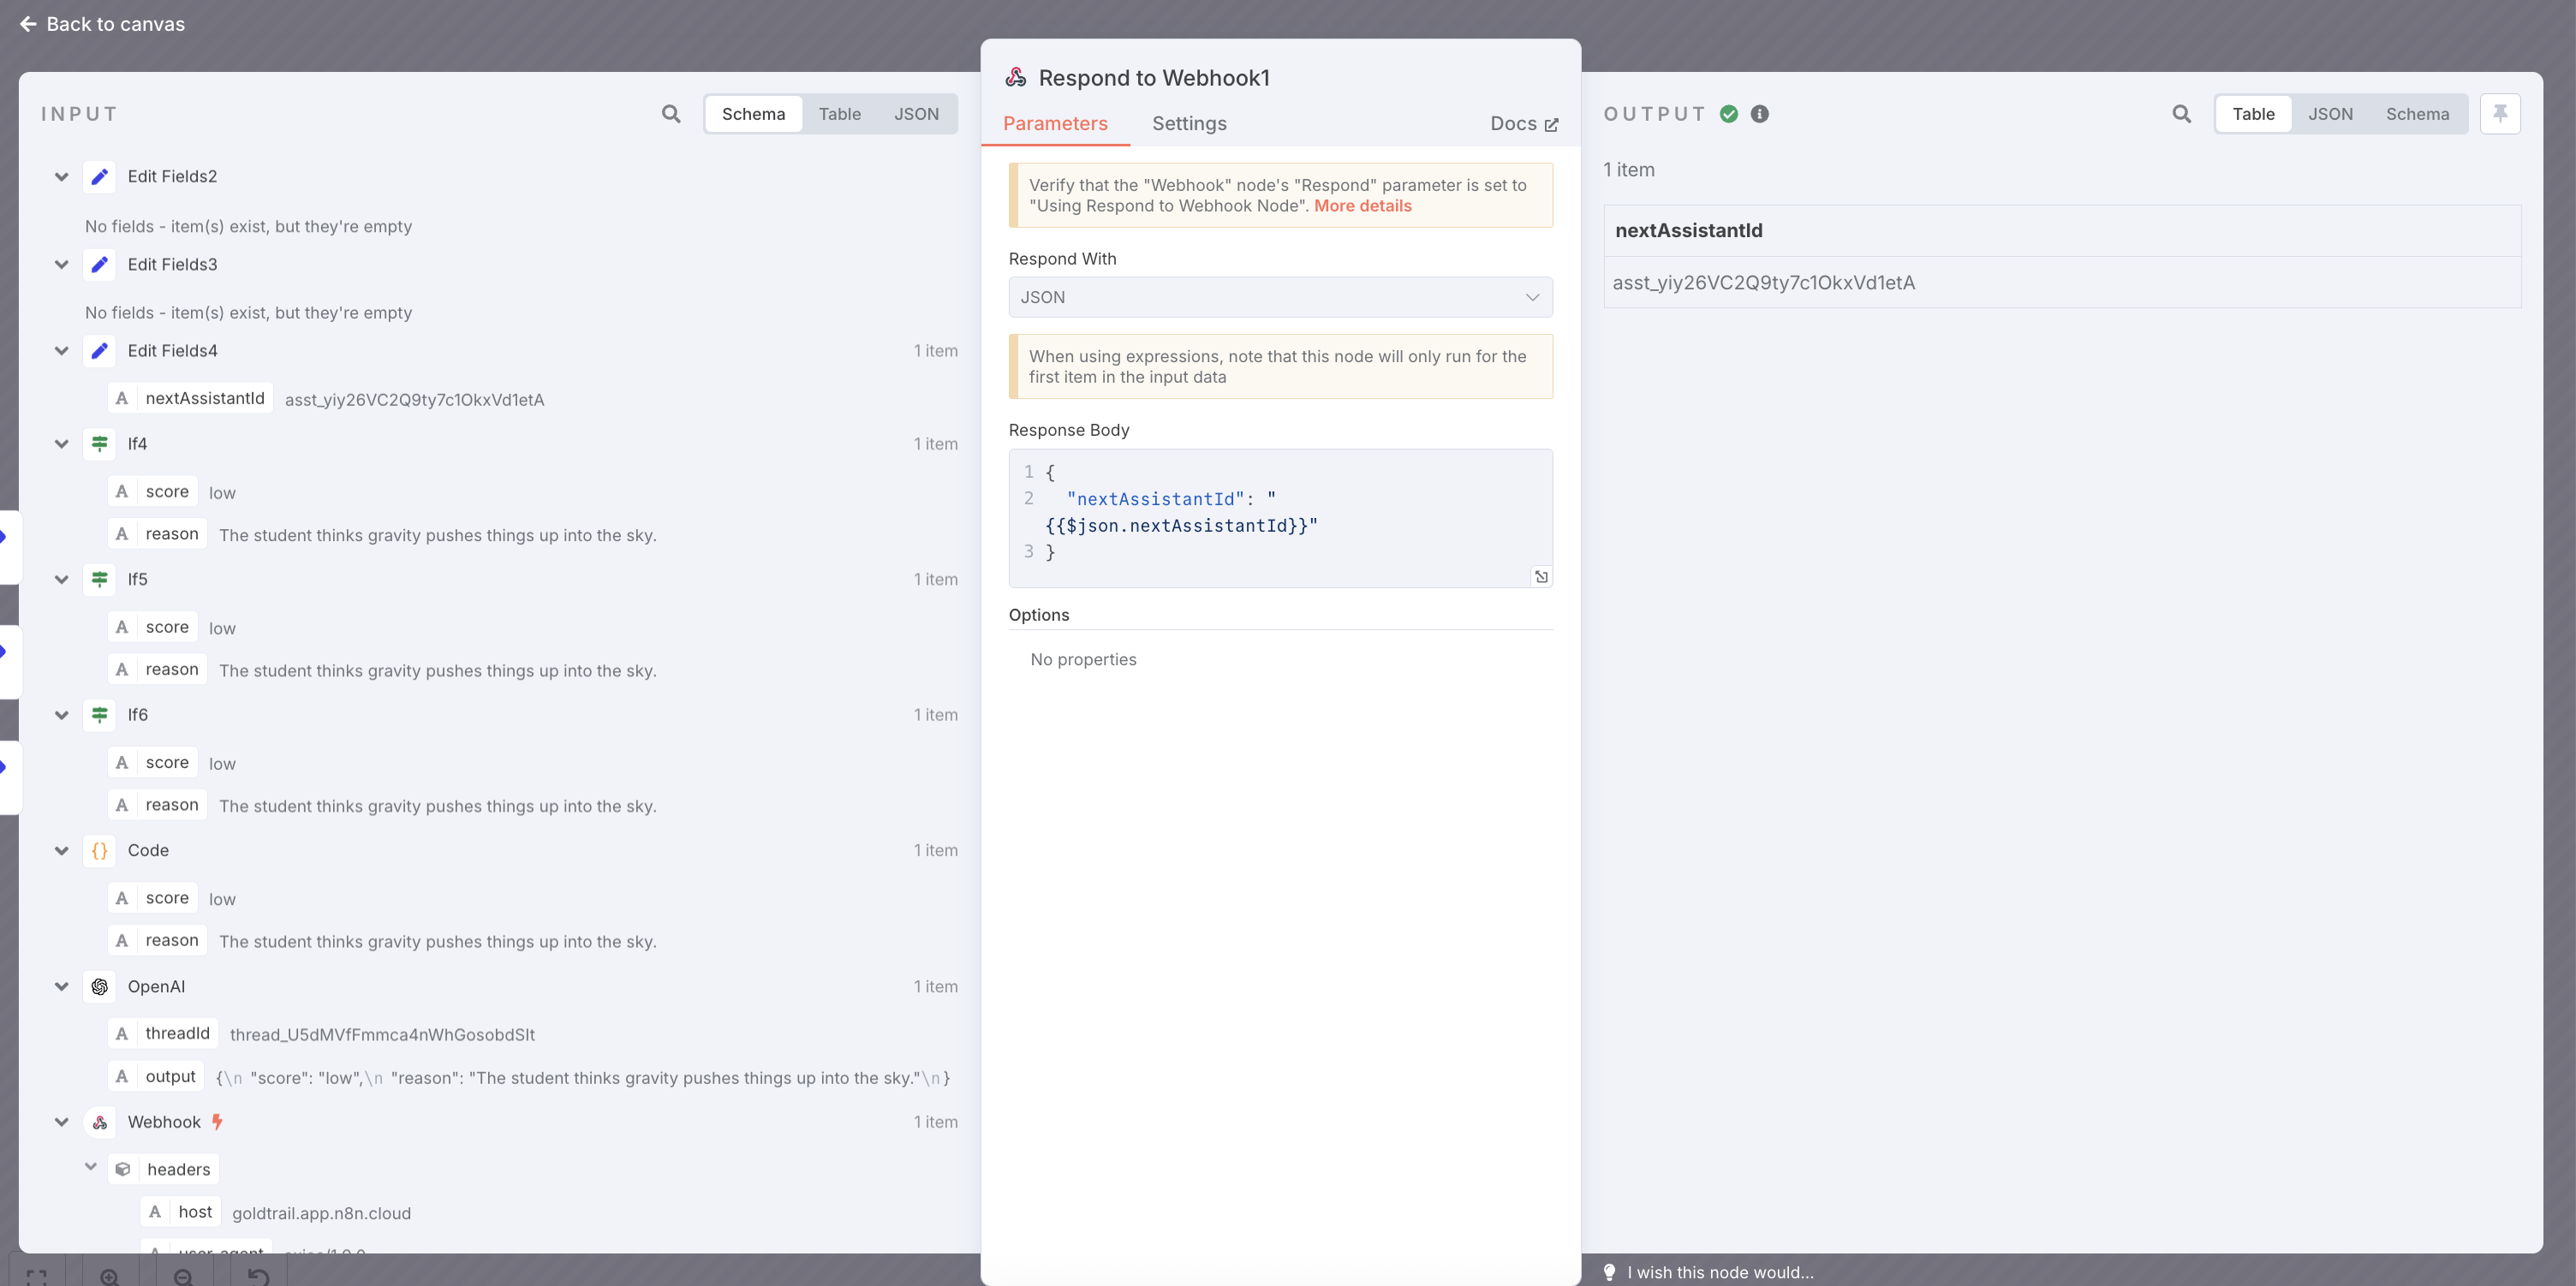 Back to canvas
INPUT
Schema
Table
JSON
Edit Fields2
No fields - item(s) exist, but they're empty
Edit Fields3
No fields - item(s) exist, but they're empty
Edit Fields4
1 item
A nextAssistantId asst_yiy26VC2Q9ty7c1OkxVd1etA
If4
1 item
A score low
A reason The student thinks gravity pushes things up into the sky.
If5
1 item
A score low
A reason The student thinks gravity pushes things up into the sky.
If6
1 item
A score low
A reason The student thinks gravity pushes things up into the sky.
{} Code
1 item
A score low
A reason The student thinks gravity pushes things up into the sky.
OpenAI
1 item
A threadId thread_U5dMVfFmmca4nWhGosobdSIt
A output {\n "score": "low",\n "reason": "The student thinks gravity pushes things up into the sky."\n}
Webhook
1 item
headers
A host goldtrail.app.n8n.cloud
A user-agent axios/1.9.0
Respond to Webhook1
Parameters
Settings
Docs
Verify that the "Webhook" node's "Respond" parameter is set to
"Using Respond to Webhook Node". More details
Respond With
JSON
When using expressions, note that this node will only run for the
first item in the input data
Response Body
1 {
2 "nextAssistantId": "
{{$json.nextAssistantId}}"
3 }
Options
No properties
OUTPUT
Table
JSON
Schema
1 item
nextAssistantId
asst_yiy26VC2Q9ty7c1OkxVd1etA
I wish this node would...